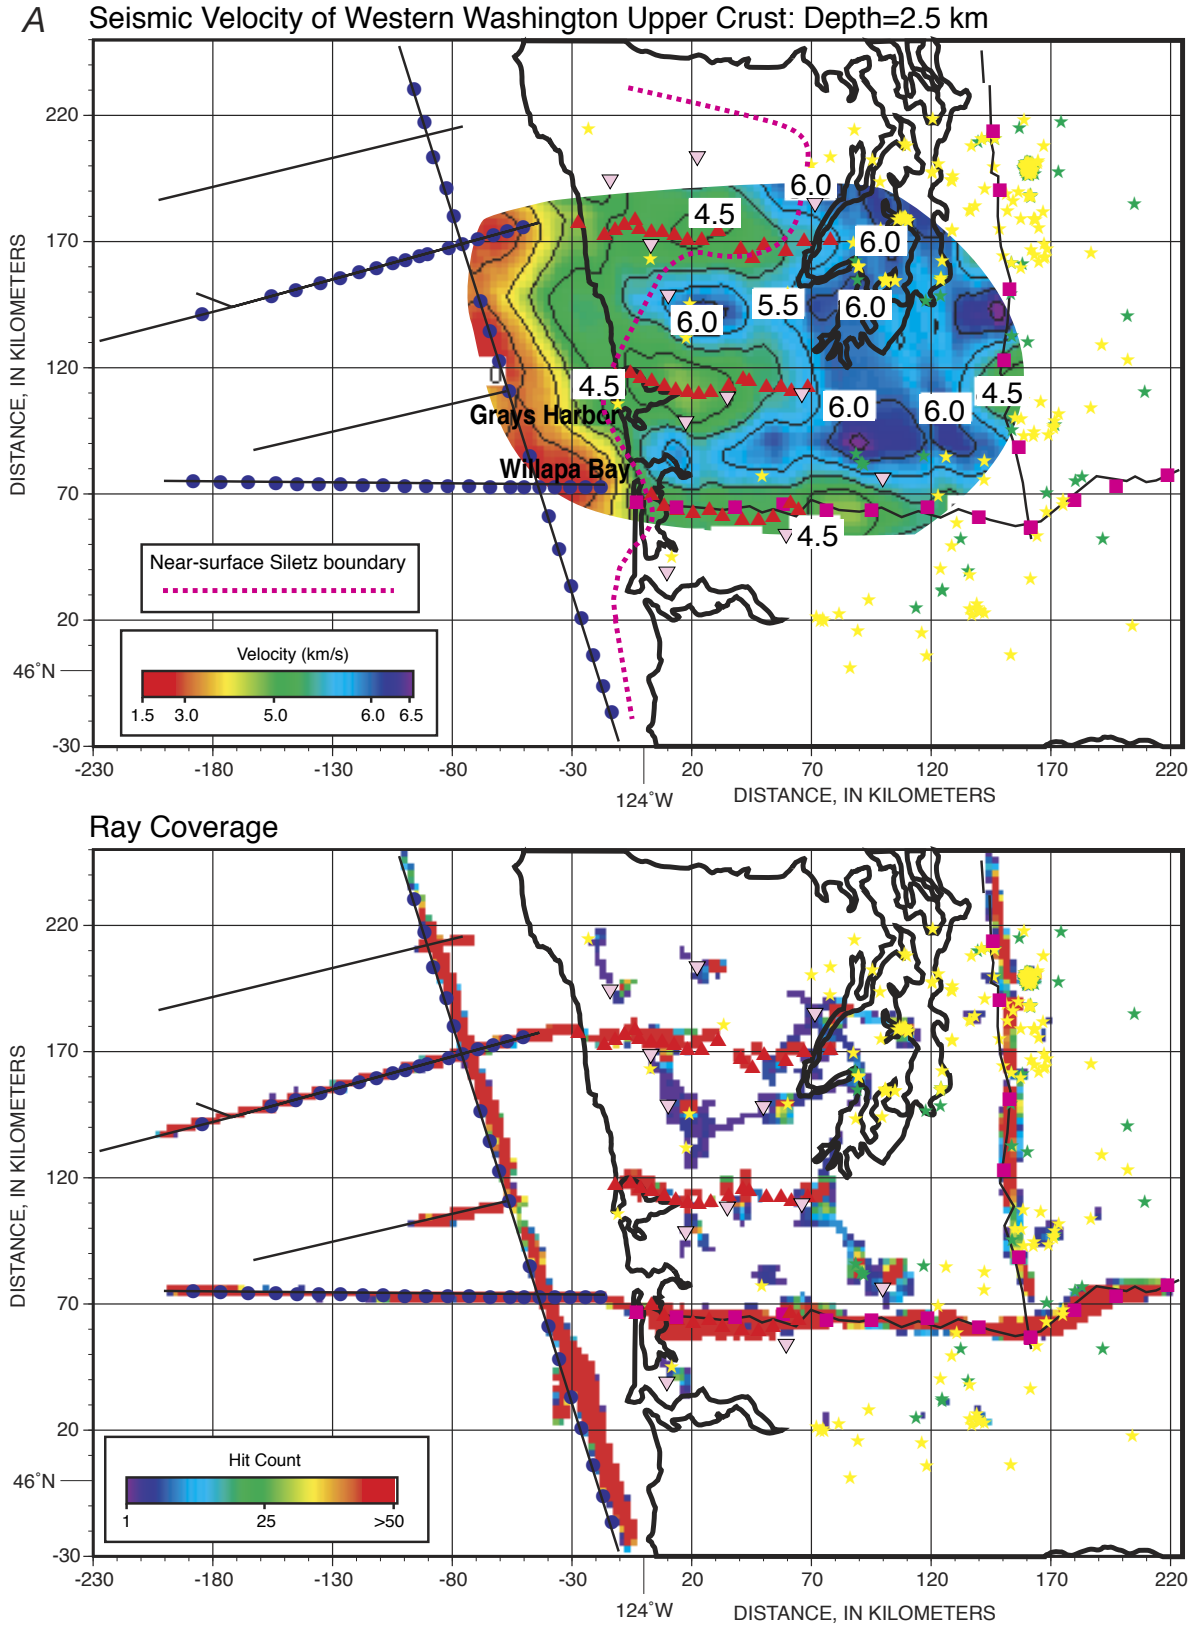 A
Seismic Velocity of Western Washington Upper Crust: Depth=2.5 km
220
170
120
70
20
46°N
-30
DISTANCE, IN KILOMETERS
6.0
4.5
6.0
5.5
6.0
6.0
4.5
4.5
6.0
6.0
Grays Harbor
Willapa Bay
4.5
Near-surface Siletz boundary
Velocity (km/s)
1.5 3.0 5.0 6.0 6.5
-230 -180 -130 -80 -30 20 70 120 170 220
124°W
DISTANCE, IN KILOMETERS
Ray Coverage
220
170
120
70
20
46°N
-30
DISTANCE, IN KILOMETERS
Hit Count
1 25 >50
-230 -180 -130 -80 -30 20 70 120 170 220
124°W
DISTANCE, IN KILOMETERS